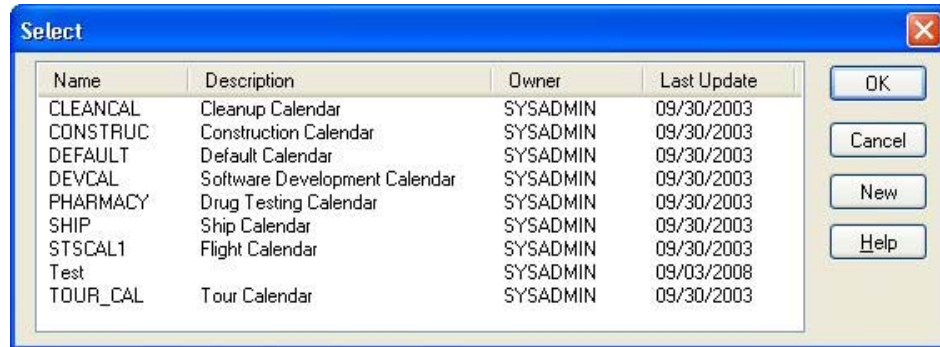 Select
Name Description Owner Last Update
CLEANCAL Cleanup Calendar SYSADMIN 09/30/2003
CONSTRUC Construction Calendar SYSADMIN 09/30/2003
DEFAULT Default Calendar SYSADMIN 09/30/2003
DEVCAL Software Development Calendar SYSADMIN 09/30/2003
PHARMACY Drug Testing Calendar SYSADMIN 09/30/2003
SHIP Ship Calendar SYSADMIN 09/30/2003
STSCAL1 Flight Calendar SYSADMIN 09/30/2003
Test SYSADMIN 09/03/2008
TOUR_CAL Tour Calendar SYSADMIN 09/30/2003
OK
Cancel
New
Help